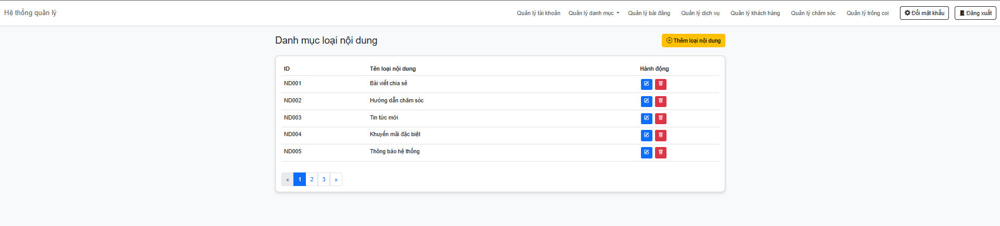 Hệ thống quản lý
Quản lý tài khoản Quản lý danh mục Quản lý bài đăng Quản lý dịch vụ Quản lý khách hàng Quản lý chăm sóc Quản lý trông coi Đổi mật khẩu Đăng xuất
Danh mục loại nội dung
Thêm loại nội dung
ID Tên loại nội dung Hành động
ND001 Bài viết chia sẻ
ND002 Hướng dẫn chăm sóc
ND003 Tin tức mới
ND004 Khuyến mãi đặc biệt
ND005 Thông báo hệ thống
« 1 2 3 »